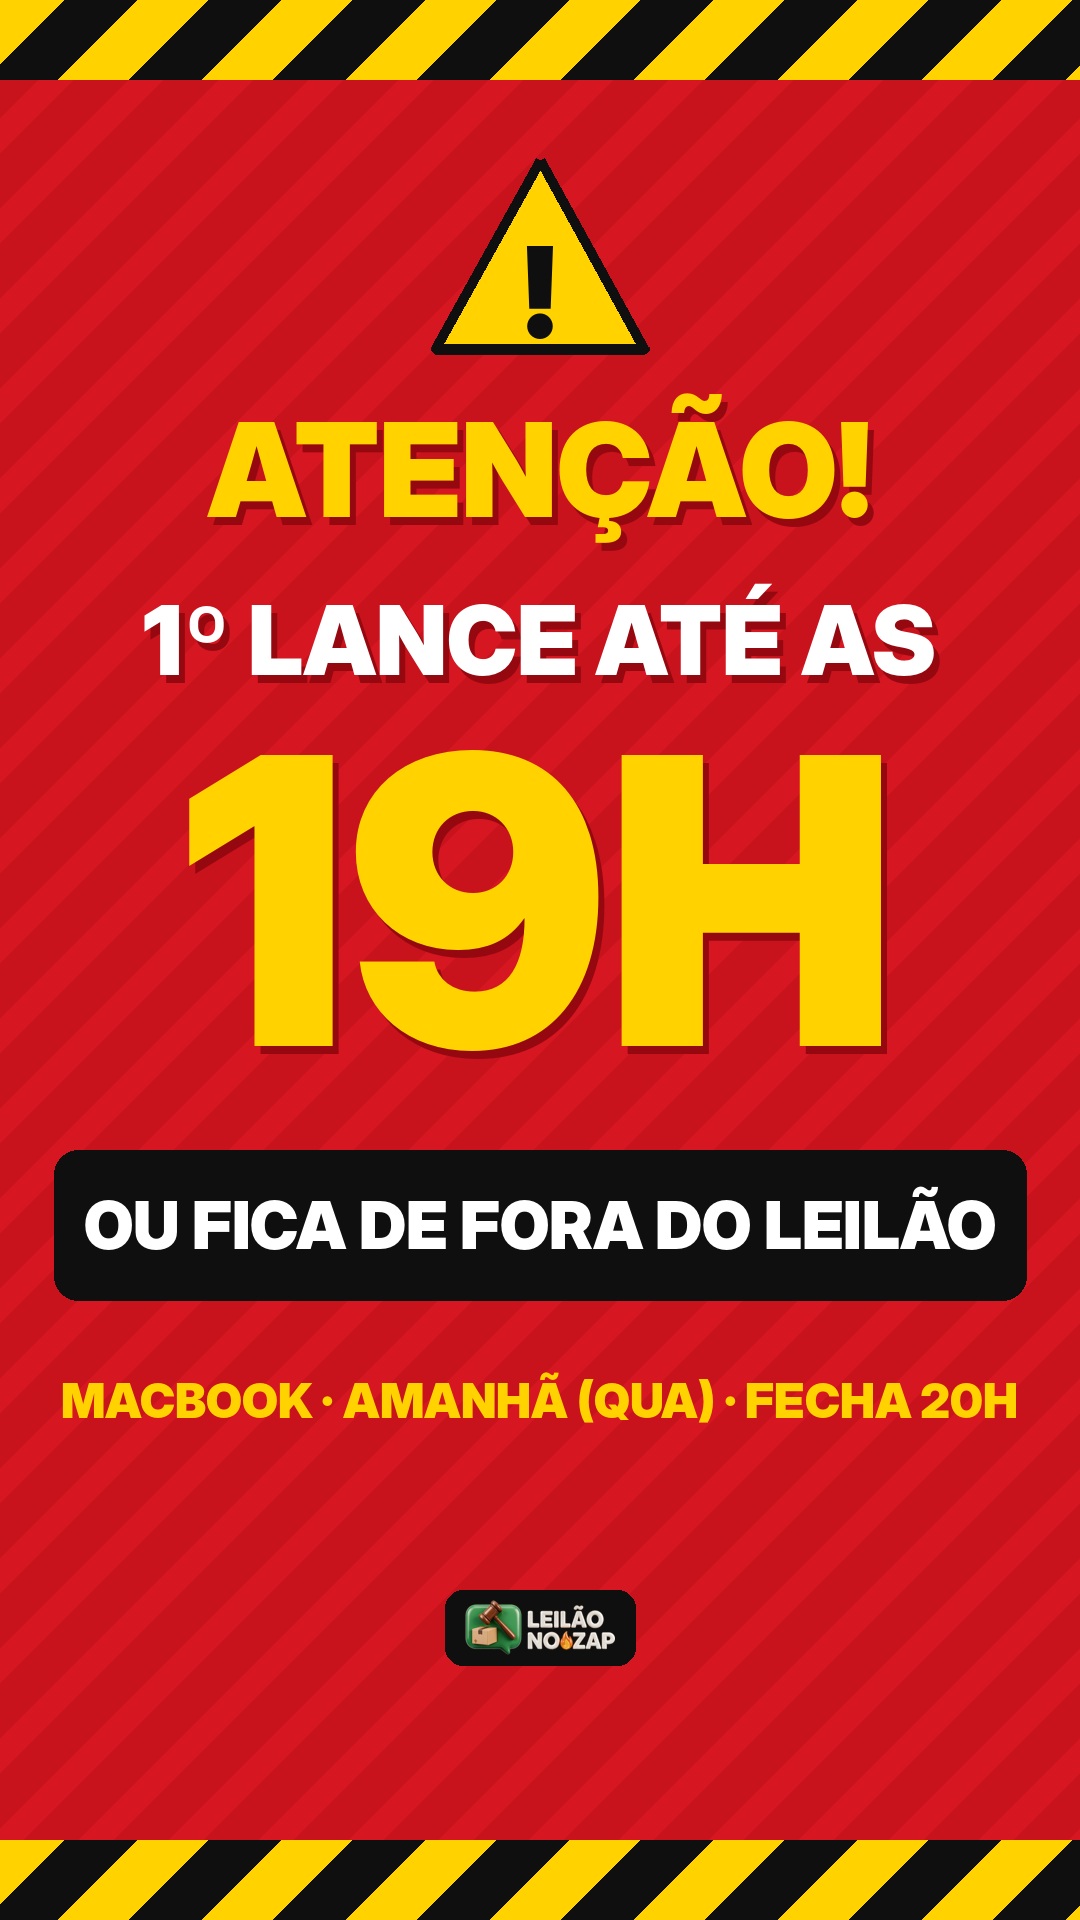 !
ATENÇÃO!
1º LANCE ATÉ AS
19H
OU FICA DE FORA DO LEILÃO
MACBOOK · AMANHÃ (QUA) · FECHA 20H
LEILÃO
NO ZAP